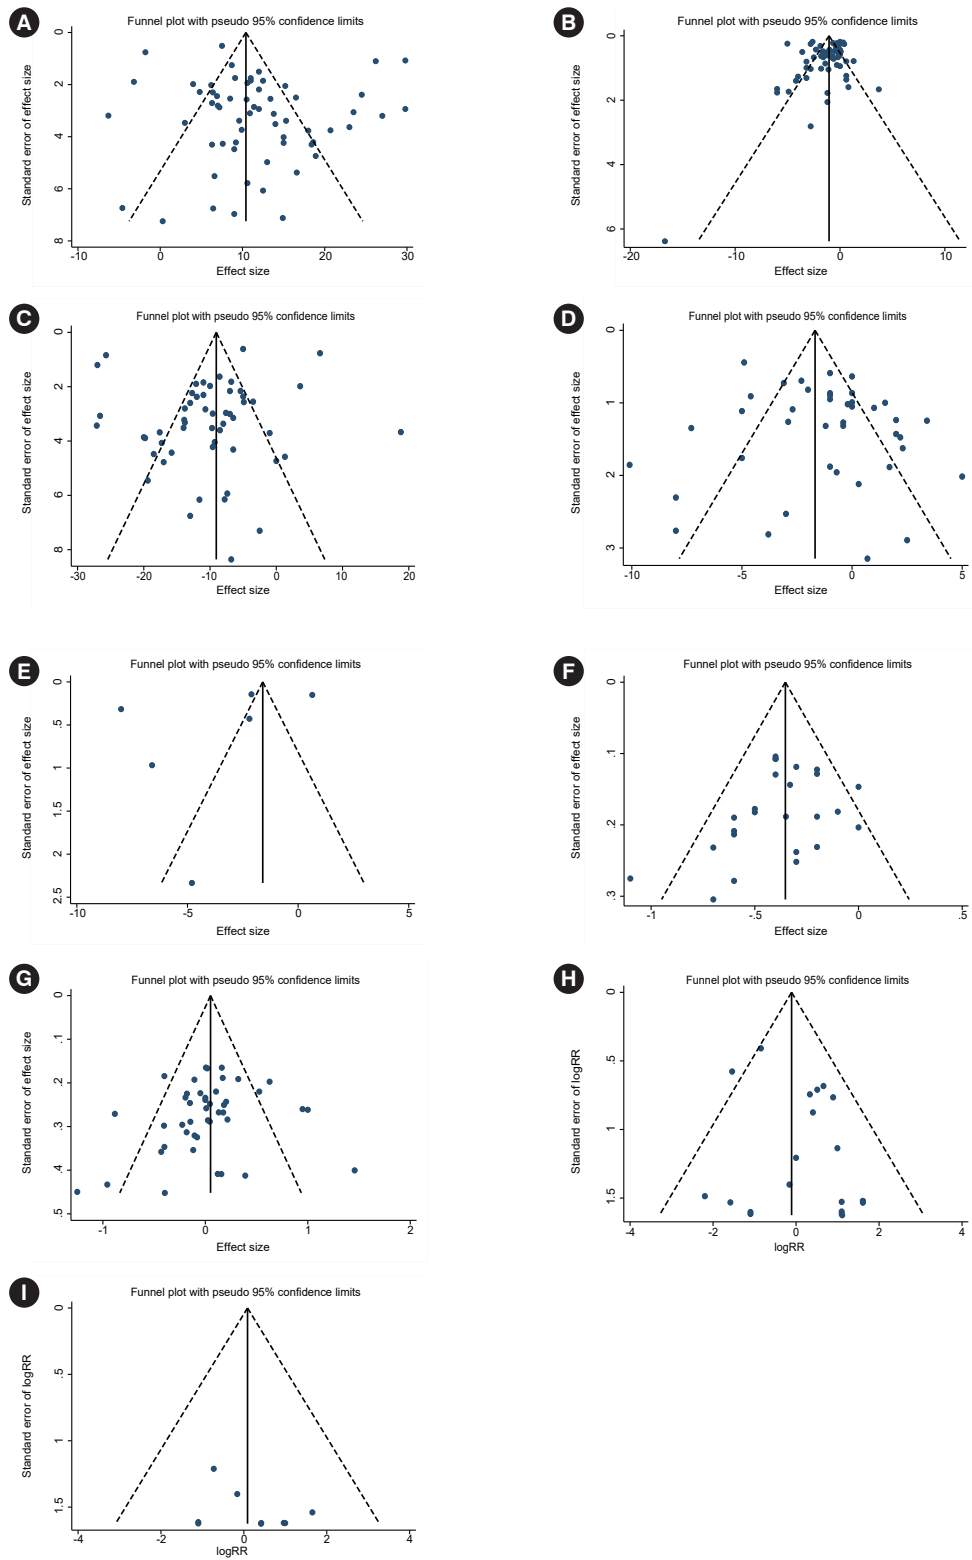 A
Funnel plot with pseudo 95% confidence limits
Standard error of effect size
0
2
4
6
8
-10
0
10
20
30
Effect size
B
Funnel plot with pseudo 95% confidence limits
Standard error of effect size
0
2
4
6
-20
-10
0
10
Effect size
C
Funnel plot with pseudo 95% confidence limits
Standard error of effect size
0
2
4
6
8
-30
-20
-10
0
10
20
Effect size
D
Funnel plot with pseudo 95% confidence limits
Standard error of effect size
0
1
2
3
-10
-5
0
5
Effect size
E
Funnel plot with pseudo 95% confidence limits
Standard error of effect size
0
.5
1
1.5
2
2.5
-10
-5
0
5
Effect size
F
Funnel plot with pseudo 95% confidence limits
Standard error of effect size
0
.1
.2
.3
-1
-.5
0
.5
Effect size
G
Funnel plot with pseudo 95% confidence limits
Standard error of effect size
0
.1
.2
.3
.4
.5
-1
0
1
2
Effect size
H
Funnel plot with pseudo 95% confidence limits
Standard error of logRR
0
.5
1
1.5
-4
-2
0
2
4
logRR
I
Funnel plot with pseudo 95% confidence limits
Standard error of logRR
0
.5
1
1.5
-4
-2
0
2
4
logRR